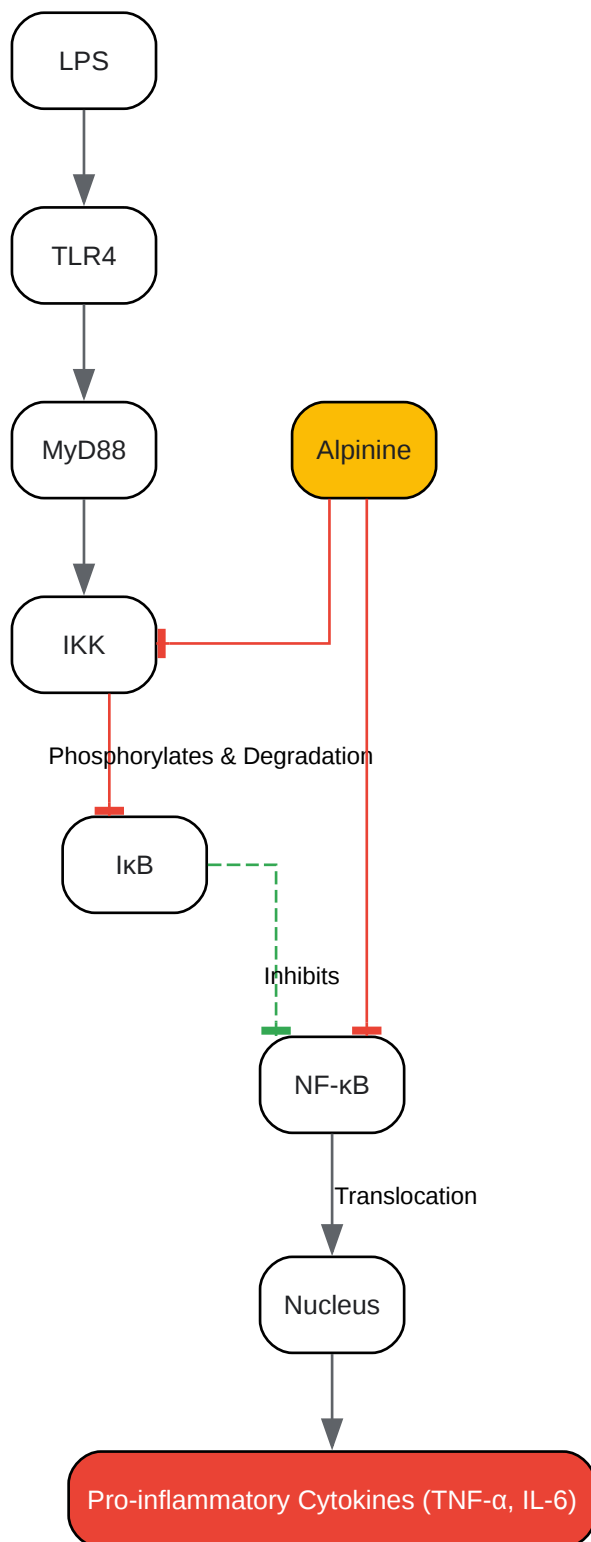 LPS
TLR4
MyD88
Alpinine
IKK
Phosphorylates & Degradation
IκB
Inhibits
NF-κB
Translocation
Nucleus
Pro-inflammatory Cytokines (TNF-α, IL-6)